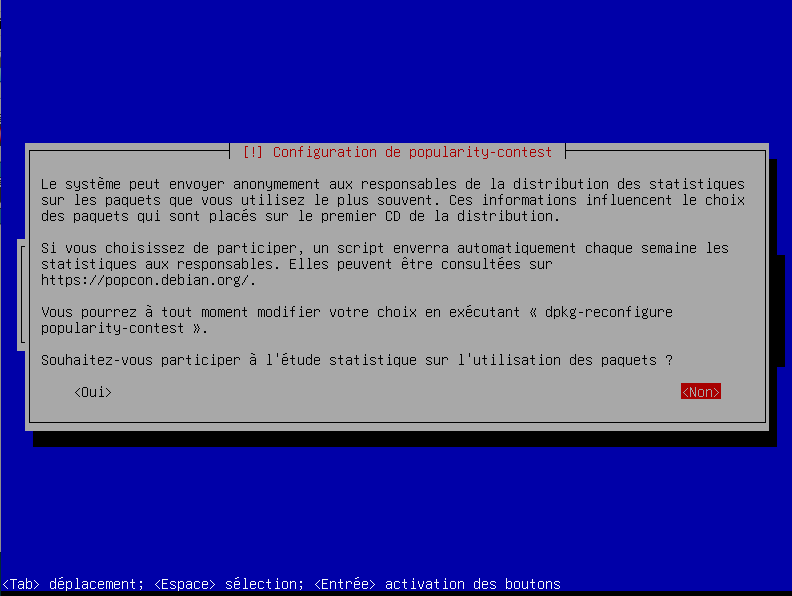 [!] Configuration de popularity-contest
Le système peut envoyer anonymement aux responsables de la distribution des statistiques
sur les paquets que vous utilisez le plus souvent. Ces informations influencent le choix
des paquets qui sont placés sur le premier CD de la distribution.
Si vous choisissez de participer, un script enverra automatiquement chaque semaine les
statistiques aux responsables. Elles peuvent être consultées sur
https://popcon.debian.org/.
Vous pourrez à tout moment modifier votre choix en exécutant « dpkg-reconfigure
popularity-contest ».
Souhaitez-vous participer à l'étude statistique sur l'utilisation des paquets ?
<Oui> <Non>
<Tab> déplacement; <Espace> sélection; <Entrée> activation des boutons